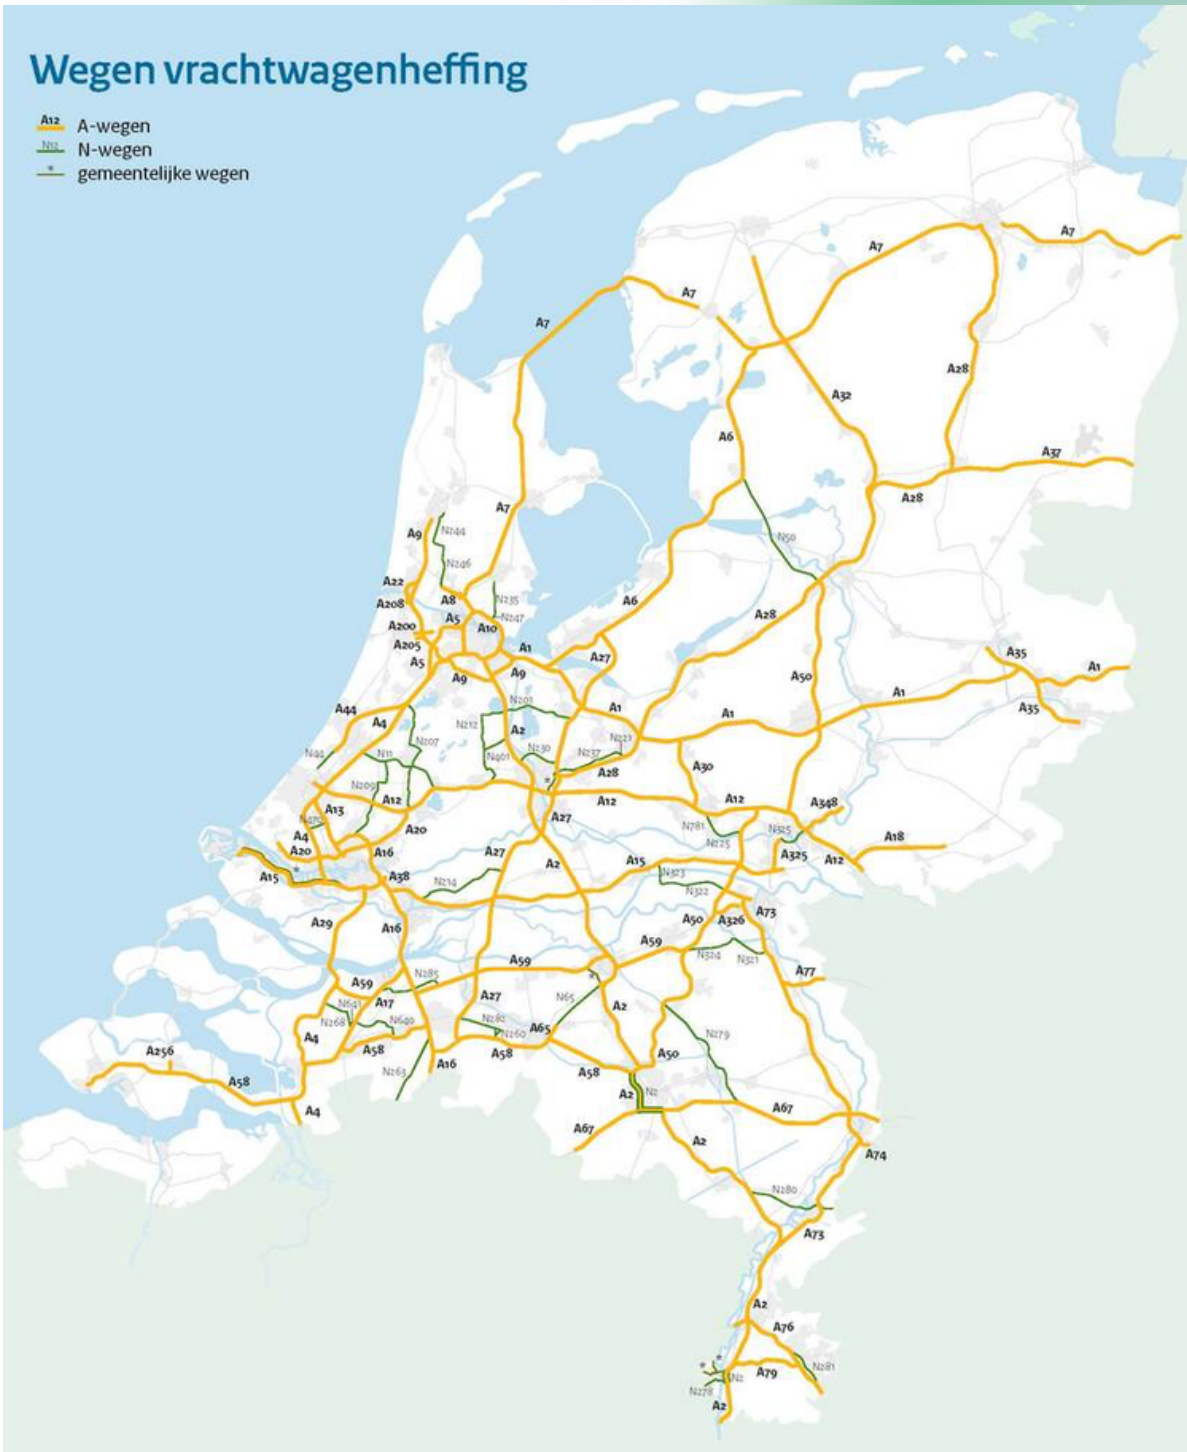 Wegen vrachtwagenheffing
A12 A-wegen
N12 N-wegen
* gemeentelijke wegen
A7
A7
A7
A7
A28
A32
A6
A37
A28
A7
A9
N244
N50
N246
A22
A208
A8
N235
A6
A28
N247
A5
A10
A200
A205
A1
A27
A35
A1
A5
A9
A9
A50
A1
A35
N201
A44
A4
N212
A2
A1
A1
N207
N221
N44
N11
N401
N230
N237
A28
A30
N209
*
A13
A12
A12
A12
A348
N470
A27
A4
A20
N781
N325
A18
N225
A20
A16
A27
A2
A15
A325
A12
*
A15
A38
N214
N323
N322
A29
A16
A50
A326
A73
A59
N324
N321
A59
A77
*
N285
A59
N641
A17
A27
N65
A2
N268
N640
N282
N260
A65
N279
A4
A58
A58
A50
A256
A16
N263
A58
A58
A2
N2
A67
A4
A67
A2
A74
N280
A73
A2
A76
*
*
N281
N2
A79
N278
A2